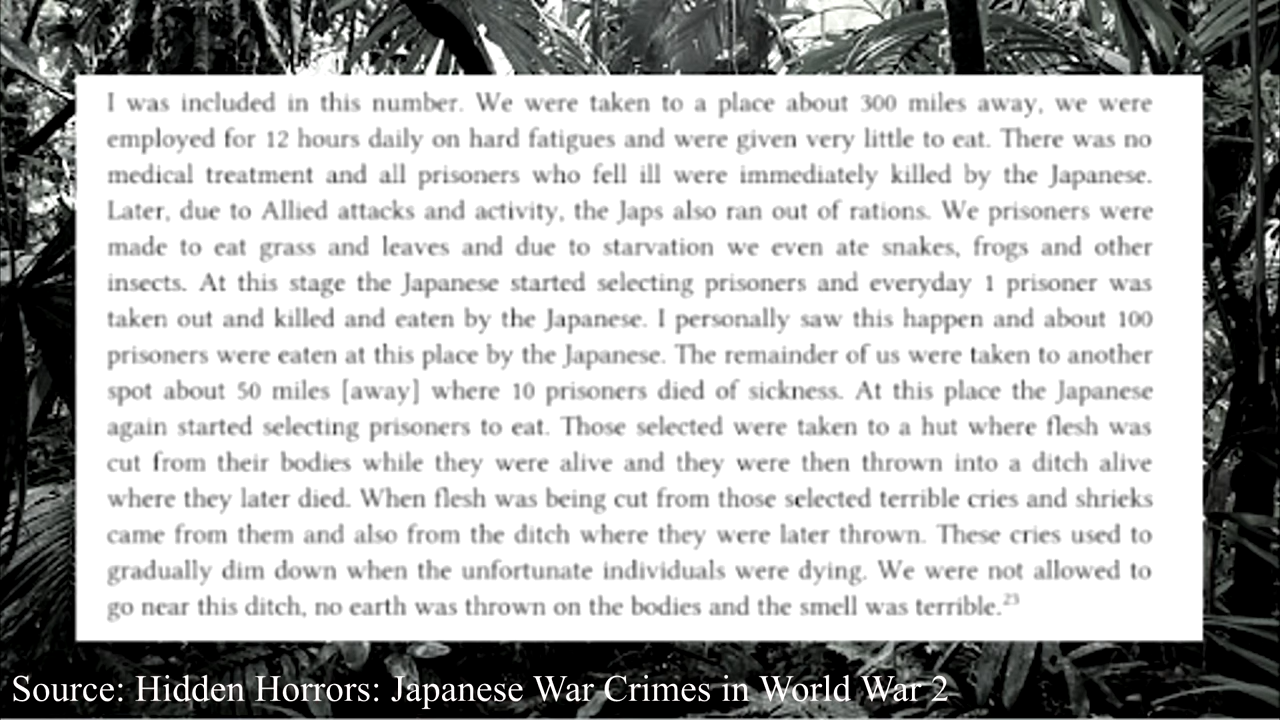 I was included in this number. We were taken to a place about 300 miles away, we were
employed for 12 hours daily on hard fatigues and were given very little to eat. There was no
medical treatment and all prisoners who fell ill were immediately killed by the Japanese.
Later, due to Allied attacks and activity, the Japs also ran out of rations. We prisoners were
made to eat grass and leaves and due to starvation we even ate snakes, frogs and other
insects. At this stage the Japanese started selecting prisoners and everyday 1 prisoner was
taken out and killed and eaten by the Japanese. I personally saw this happen and about 100
prisoners were eaten at this place by the Japanese. The remainder of us were taken to another
spot about 50 miles [away] where 10 prisoners died of sickness. At this place the Japanese
again started selecting prisoners to eat. Those selected were taken to a hut where flesh was
cut from their bodies while they were alive and they were then thrown into a ditch alive
where they later died. When flesh was being cut from those selected terrible cries and shrieks
came from them and also from the ditch where they were later thrown. These cries used to
gradually dim down when the unfortunate individuals were dying. We were not allowed to
go near this ditch, no earth was thrown on the bodies and the smell was terrible.²³
Source: Hidden Horrors: Japanese War Crimes in World War 2